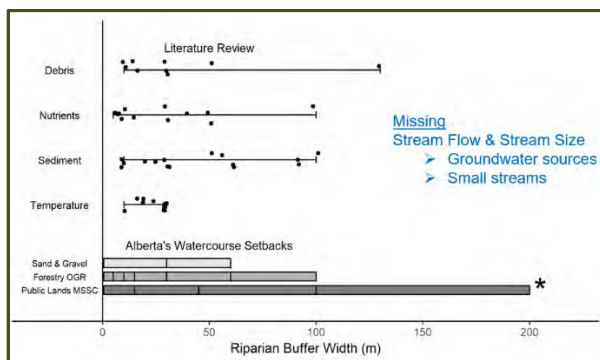 Literature Review
Debris
Nutrients
Sediment
Temperature
Missing
Stream Flow & Stream Size
Groundwater sources
Small streams
Alberta's Watercourse Setbacks
Sand & Gravel
Forestry OGR
Public Lands MSSC
*
0 50 100 150 200
Riparian Buffer Width (m)